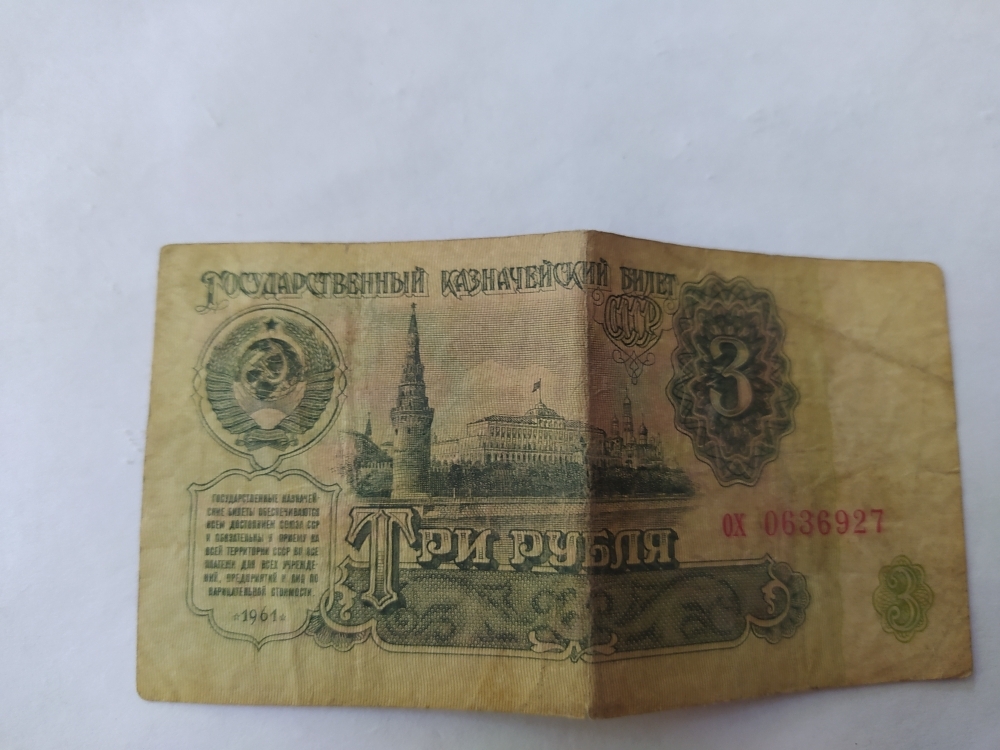 ГОСУДАРСТВЕННЫЙ КАЗНАЧЕЙСКИЙ БИЛЕТ
СССР
3
ГОСУДАРСТВЕННЫЕ КАЗНАЧЕЙ-
СКИЕ БИЛЕТЫ ОБЕСПЕЧИВАЮТСЯ
ВСЕМ ДОСТОЯНИЕМ СОЮЗА ССР
И ОБЯЗАТЕЛЬНЫ К ПРИЕМУ НА
ВСЕЙ ТЕРРИТОРИИ СССР ВО ВСЕ
ПЛАТЕЖИ ДЛЯ ВСЕХ УЧРЕЖДЕ-
НИЙ, ПРЕДПРИЯТИЙ И ЛИЦ ПО
НАРИЦАТЕЛЬНОЙ СТОИМОСТИ.
1961
ТРИ РУБЛЯ
ОХ 0636927
3